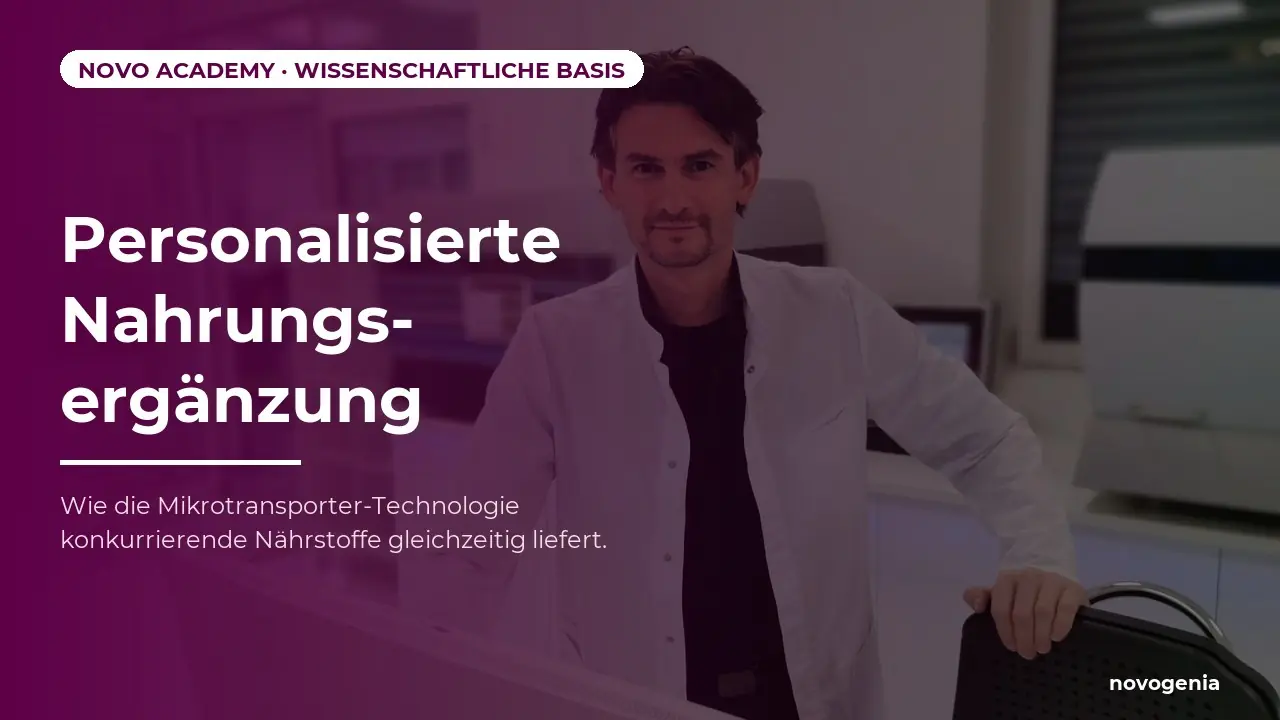 NOVO ACADEMY · WISSENSCHAFTLICHE BASIS
Personalisierte
Nahrungs-
ergänzung
Wie die Mikrotransporter-Technologie
konkurrierende Nährstoffe gleichzeitig liefert.
novogenia